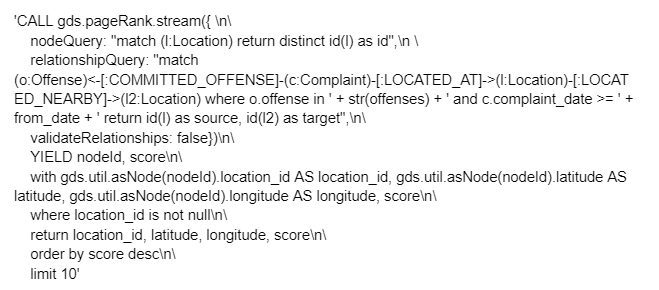 'CALL gds.pageRank.stream({ \n\
nodeQuery: "match (l:Location) return distinct id(l) as id",\n \
relationshipQuery: "match
(o:Offense)<-[:COMMITTED_OFFENSE]-(c:Complaint)-[:LOCATED_AT]->(l:Location)-[:LOCAT
ED_NEARBY]->(l2:Location) where o.offense in ' + str(offenses) + ' and c.complaint_date >= ' +
from_date + ' return id(l) as source, id(l2) as target",\n\
validateRelationships: false})\n\
YIELD nodeId, score\n\
with gds.util.asNode(nodeId).location_id AS location_id, gds.util.asNode(nodeId).latitude AS
latitude, gds.util.asNode(nodeId).longitude AS longitude, score\n\
where location_id is not null\n\
return location_id, latitude, longitude, score\n\
order by score desc\n\
limit 10'